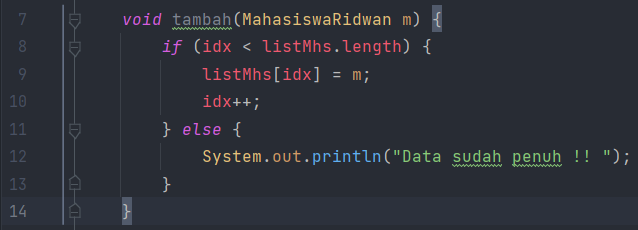 7 void tambah(MahasiswaRidwan m) {
8 if (idx < listMhs.length) {
9 listMhs[idx] = m;
10 idx++;
11 } else {
12 System.out.println("Data sudah penuh !! ");
13 }
14 }